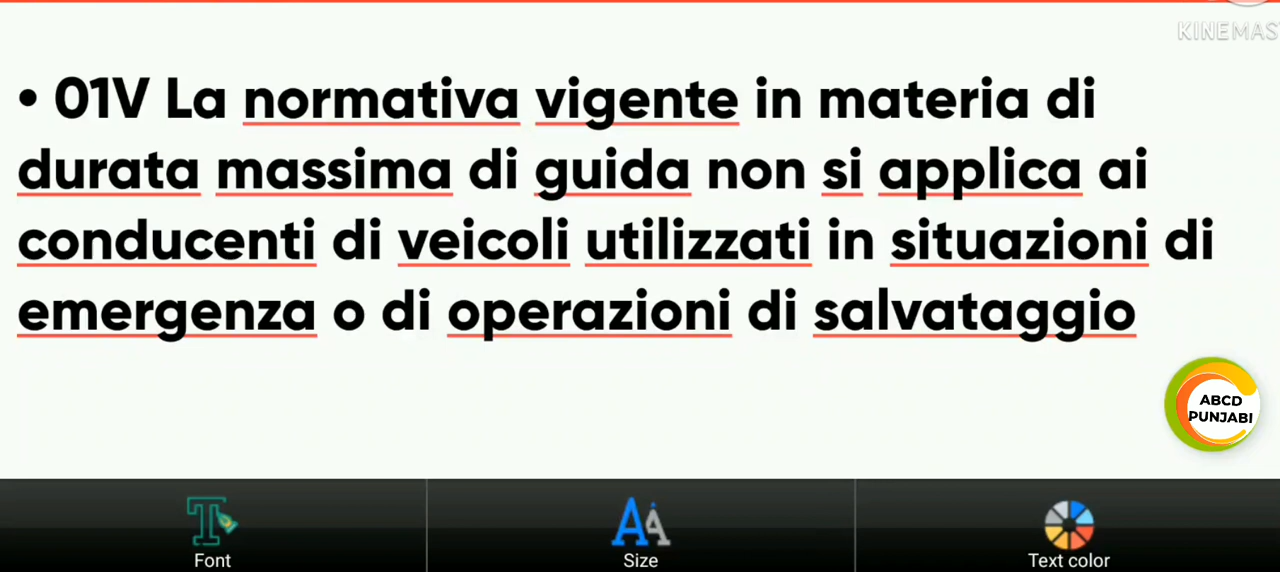 KINEMAS
• 01V La normativa vigente in materia di
durata massima di guida non si applica ai
conducenti di veicoli utilizzati in situazioni di
emergenza o di operazioni di salvataggio
ABCD
PUNJABI
Font
Size
Text color